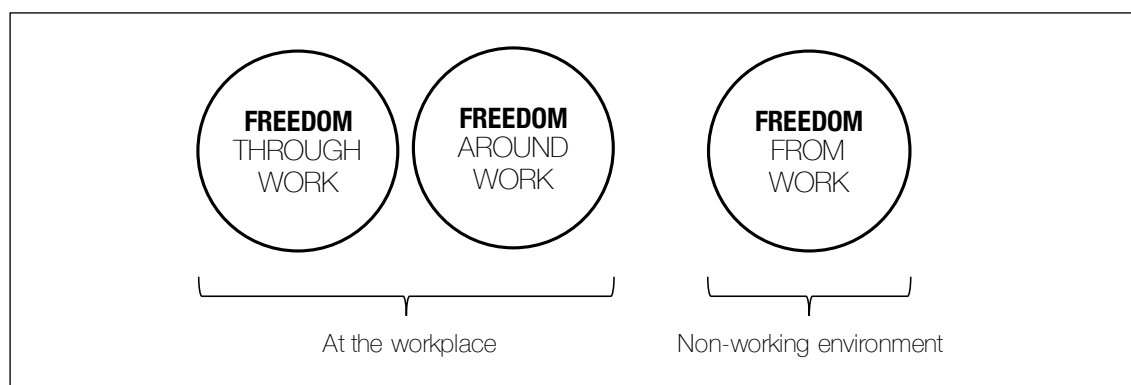 FREEDOM
THROUGH
WORK
FREEDOM
AROUND
WORK
FREEDOM
FROM
WORK
At the workplace
Non-working environment